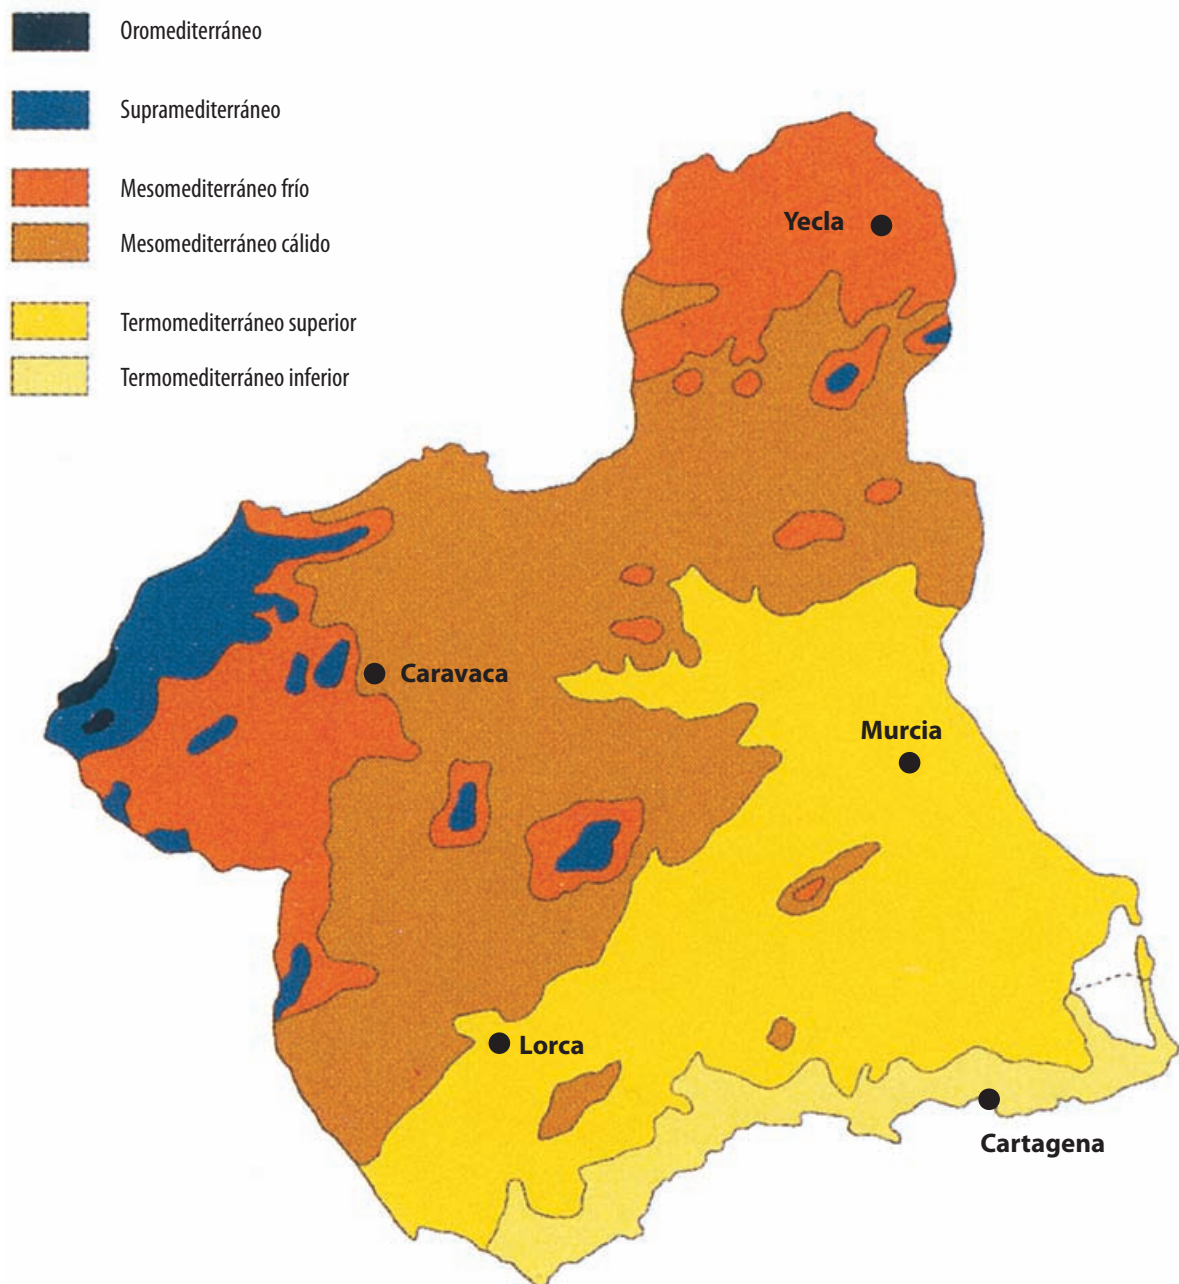 Oromediterráneo
Supramediterráneo
Mesomediterráneo frío
Mesomediterráneo cálido
Termomediterráneo superior
Termomediterráneo inferior
Yecla
Caravaca
Murcia
Lorca
Cartagena